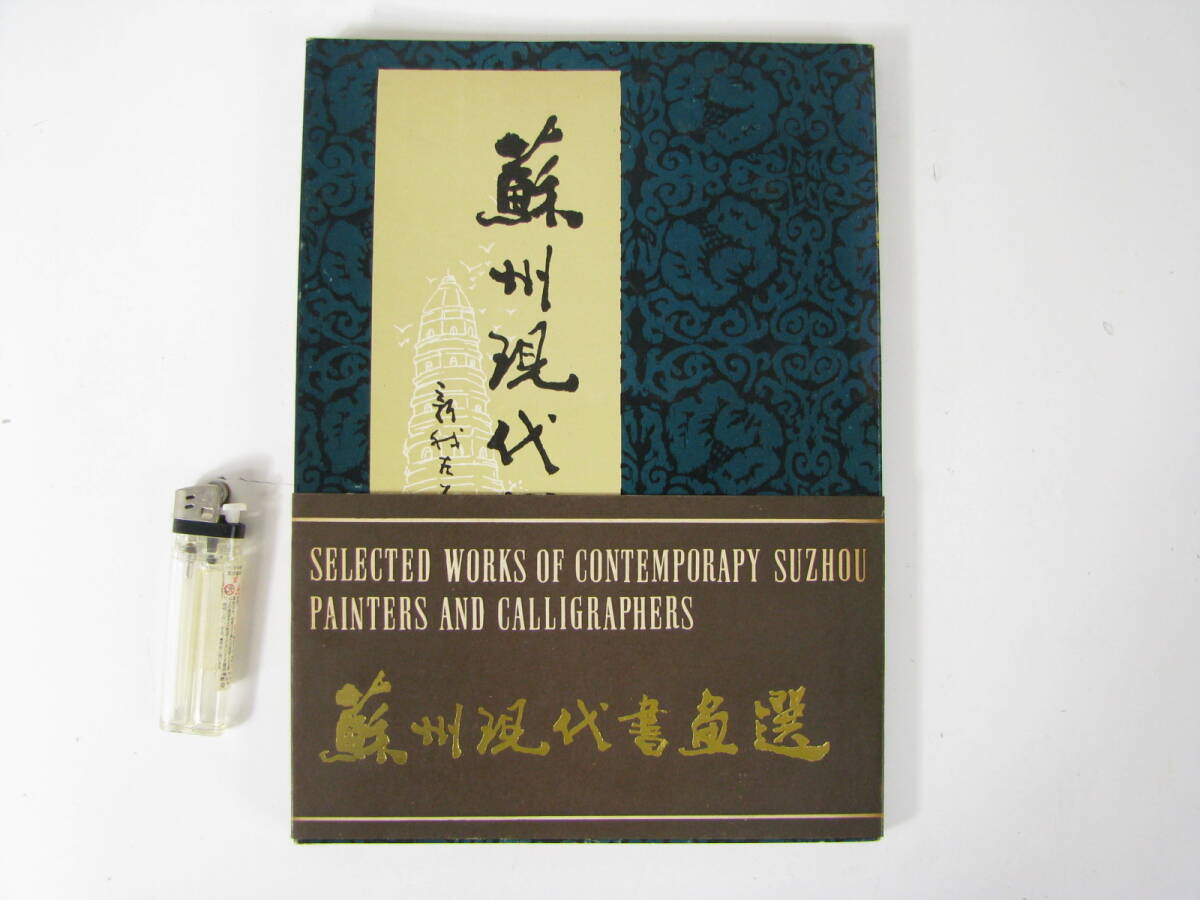 蘇州現代
SELECTED WORKS OF CONTEMPORAPY SUZHOU
PAINTERS AND CALLIGRAPHERS
蘇州現代書画選